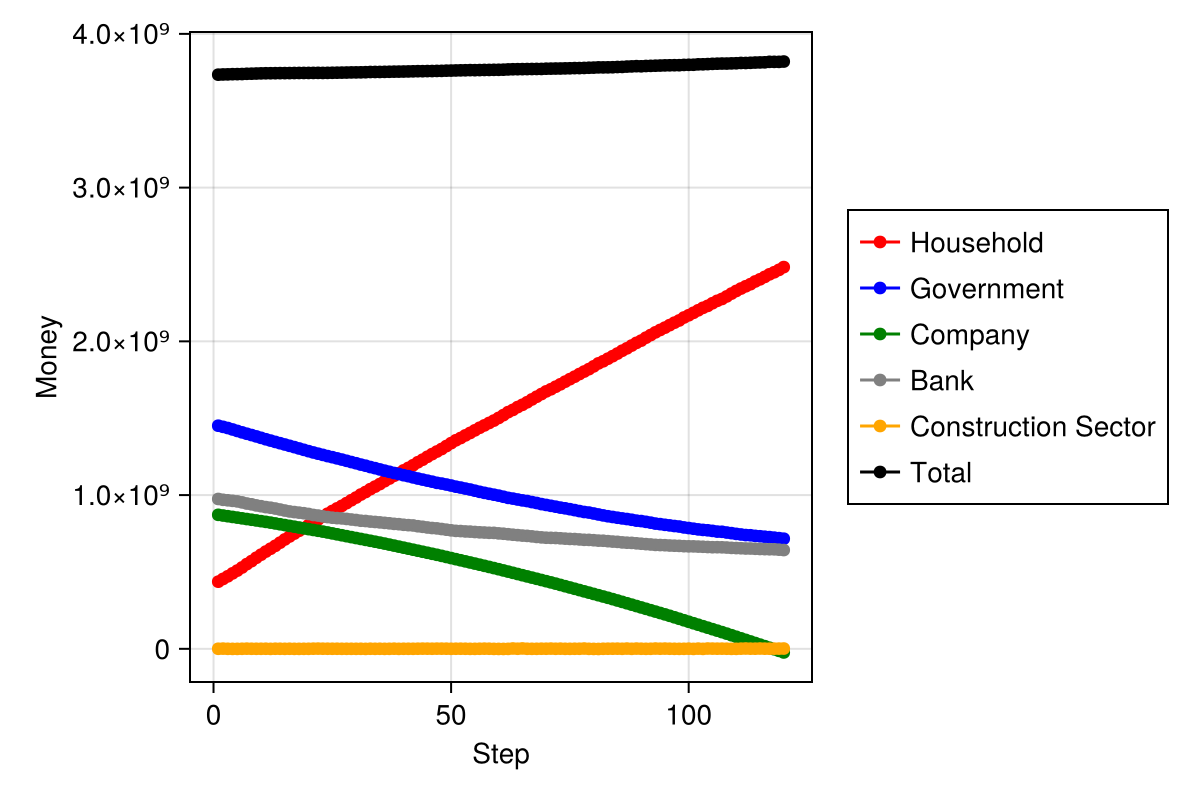 4.0×10⁹
3.0×10⁹
2.0×10⁹
1.0×10⁹
0
Money
0 50 100
Step
Household
Government
Company
Bank
Construction Sector
Total